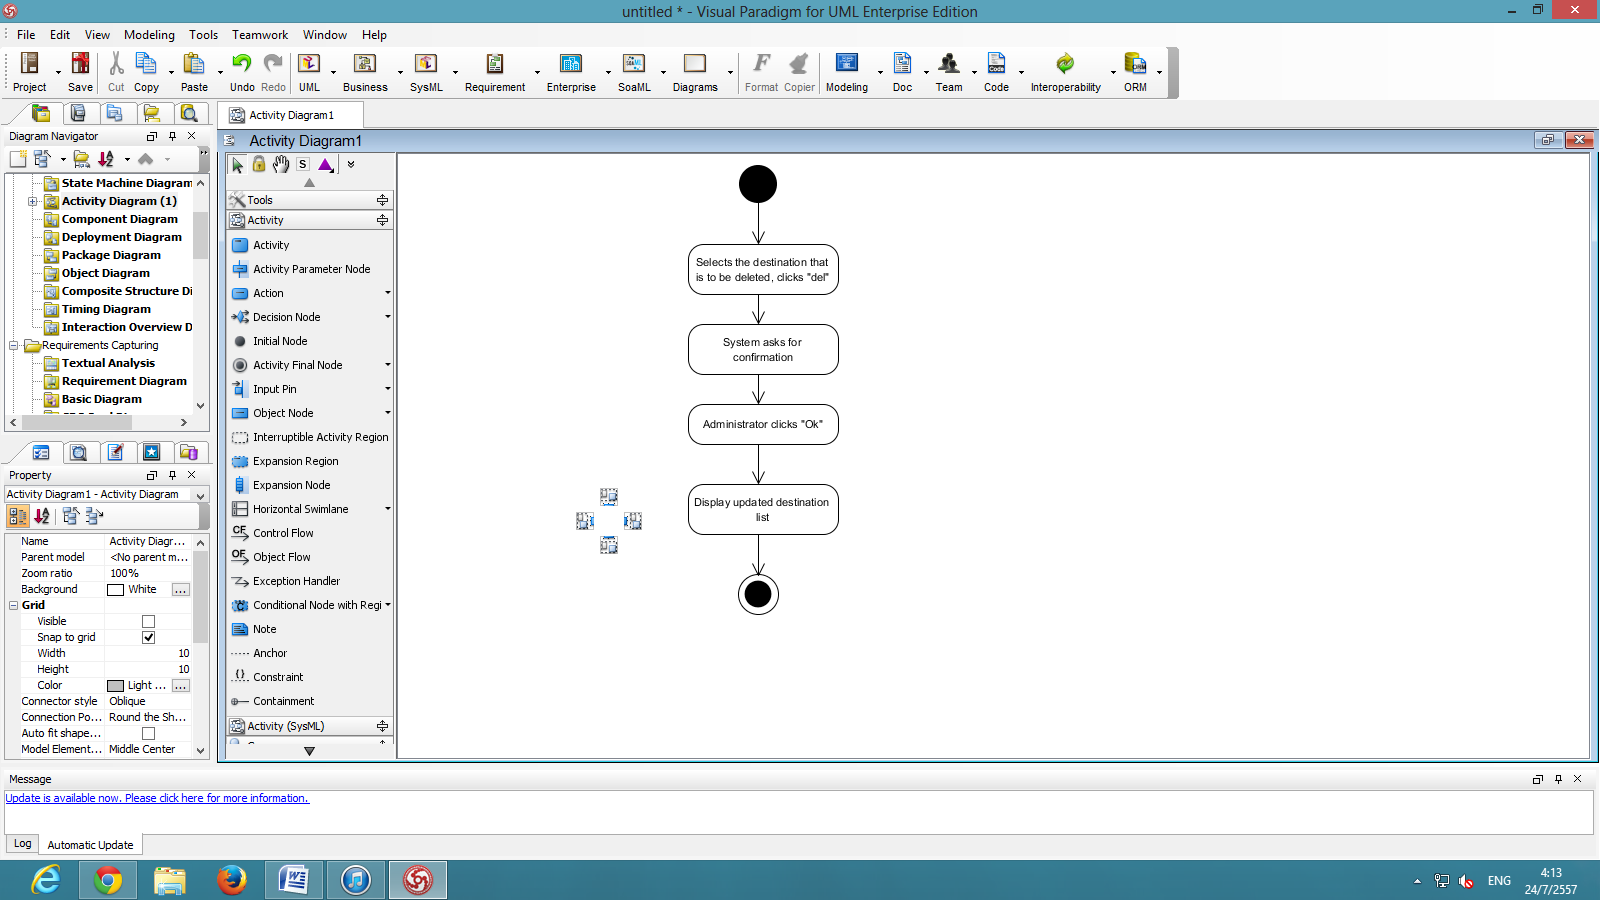 untitled * - Visual Paradigm for UML Enterprise Edition
File Edit View Modeling Tools Teamwork Window Help
Project Save Cut Copy Paste Undo Redo UML Business SysML Requirement Enterprise SoaML Diagrams Format Copier Modeling Doc Team Code Interoperability ORM
Activity Diagram1
Diagram Navigator
Activity Diagram1
State Machine Diagram
Activity Diagram (1)
Component Diagram
Deployment Diagram
Package Diagram
Object Diagram
Composite Structure Di
Timing Diagram
Interaction Overview D
Requirements Capturing
Textual Analysis
Requirement Diagram
Basic Diagram
Property
Activity Diagram1 - Activity Diagram
Name Activity Diagr...
Parent model <No parent m...
Zoom ratio 100%
Background White ...
Grid
Visible
Snap to grid
Width 10
Height 10
Color Light ... ...
Connector style Oblique
Connection Po... Round the Sh...
Auto fit shape...
Model Element... Middle Center
S
Tools
Activity
Activity
Activity Parameter Node
Action
Decision Node
Initial Node
Activity Final Node
Input Pin
Object Node
Interruptible Activity Region
Expansion Region
Expansion Node
Horizontal Swimlane
CF Control Flow
OF Object Flow
Exception Handler
Conditional Node with Regi
Note
Anchor
Constraint
Containment
Activity (SysML)
Selects the destination that
is to be deleted, clicks "del"
System asks for
confirmation
Administrator clicks "Ok"
Display updated destination
list
Message
Update is available now. Please click here for more information.
Log Automatic Update
ENG
4:13
24/7/2557